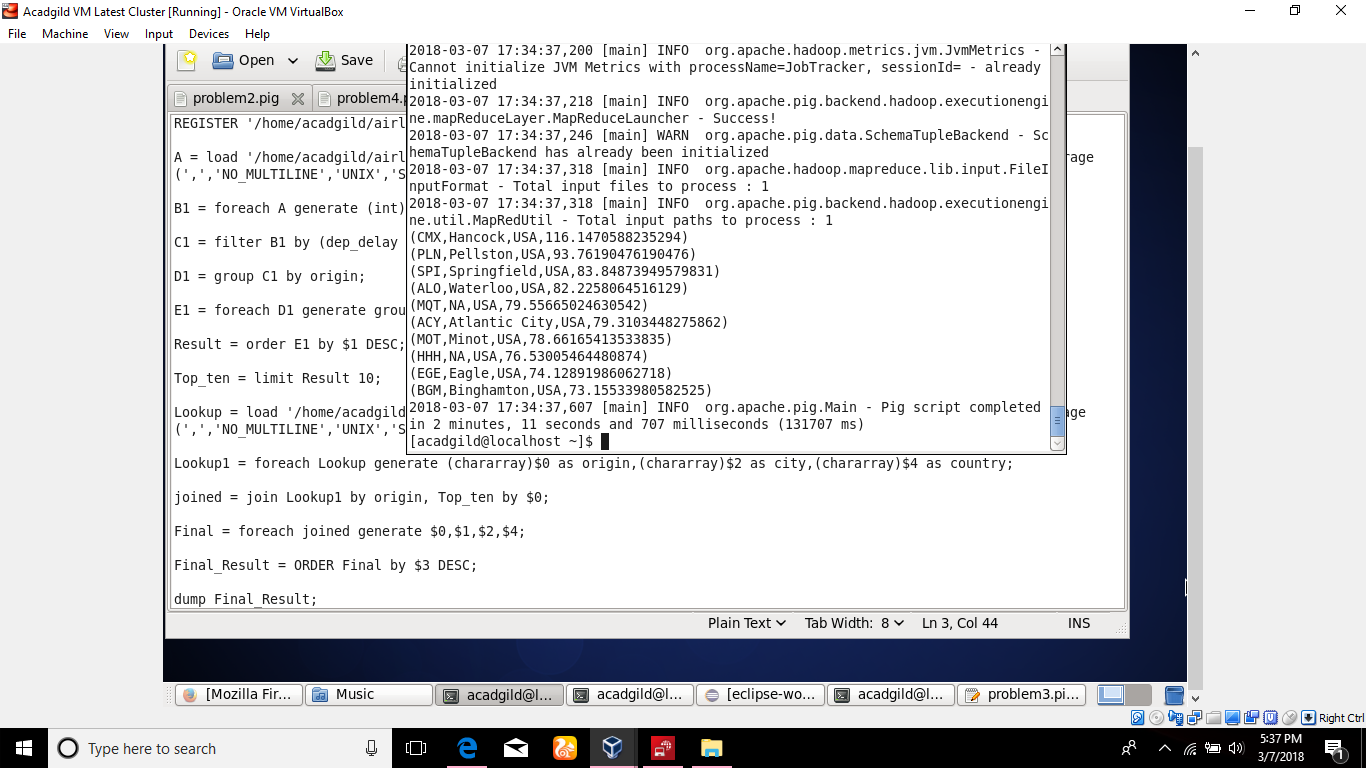 Acadgild VM Latest Cluster [Running] - Oracle VM VirtualBox
File Machine View Input Devices Help
Open Save
problem2.pig problem4.p
REGISTER '/home/acadgild/airl
A = load '/home/acadgild/airl rage
(',','NO_MULTILINE','UNIX','S
B1 = foreach A generate (int)
C1 = filter B1 by (dep_delay
D1 = group C1 by origin;
E1 = foreach D1 generate grou
Result = order E1 by $1 DESC;
Top_ten = limit Result 10;
Lookup = load '/home/acadgild age
(',','NO_MULTILINE','UNIX','S
Lookup1 = foreach Lookup generate (chararray)$0 as origin,(chararray)$2 as city,(chararray)$4 as country;
joined = join Lookup1 by origin, Top_ten by $0;
Final = foreach joined generate $0,$1,$2,$4;
Final_Result = ORDER Final by $3 DESC;
dump Final_Result;
2018-03-07 17:34:37,200 [main] INFO org.apache.hadoop.metrics.jvm.JvmMetrics -
Cannot initialize JVM Metrics with processName=JobTracker, sessionId= - already
initialized
2018-03-07 17:34:37,218 [main] INFO org.apache.pig.backend.hadoop.executionengi
ne.mapReduceLayer.MapReduceLauncher - Success!
2018-03-07 17:34:37,246 [main] WARN org.apache.pig.data.SchemaTupleBackend - Sc
hemaTupleBackend has already been initialized
2018-03-07 17:34:37,318 [main] INFO org.apache.hadoop.mapreduce.lib.input.FileI
nputFormat - Total input files to process : 1
2018-03-07 17:34:37,318 [main] INFO org.apache.pig.backend.hadoop.executionengi
ne.util.MapRedUtil - Total input paths to process : 1
(CMX,Hancock,USA,116.1470588235294)
(PLN,Pellston,USA,93.76190476190476)
(SPI,Springfield,USA,83.84873949579831)
(ALO,Waterloo,USA,82.2258064516129)
(MQT,NA,USA,79.55665024630542)
(ACY,Atlantic City,USA,79.3103448275862)
(MOT,Minot,USA,78.66165413533835)
(HHH,NA,USA,76.53005464480874)
(EGE,Eagle,USA,74.12891986062718)
(BGM,Binghamton,USA,73.15533980582525)
2018-03-07 17:34:37,607 [main] INFO org.apache.pig.Main - Pig script completed
in 2 minutes, 11 seconds and 707 milliseconds (131707 ms)
[acadgild@localhost ~]$
Plain Text Tab Width: 8 Ln 3, Col 44 INS
[Mozilla Fir... Music acadgild@l... acadgild@l... [eclipse-wo... acadgild@l... problem3.pi...
Right Ctrl
Type here to search
5:37 PM
3/7/2018
1